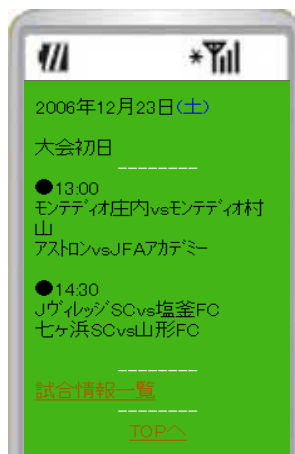 2006年12月23日(土)
大会初日
--------
●13:00
ﾓﾝﾃﾃﾞｨｵ庄内vsﾓﾝﾃﾃﾞｨｵ村
山
ｱｽﾄﾛﾝvsJFAｱｶﾃﾞﾐｰ
●14:30
JｳﾞｨﾚｯｼﾞSCvs塩釜FC
七ヶ浜SCvs山形FC
--------
試合情報一覧
--------
TOPへ